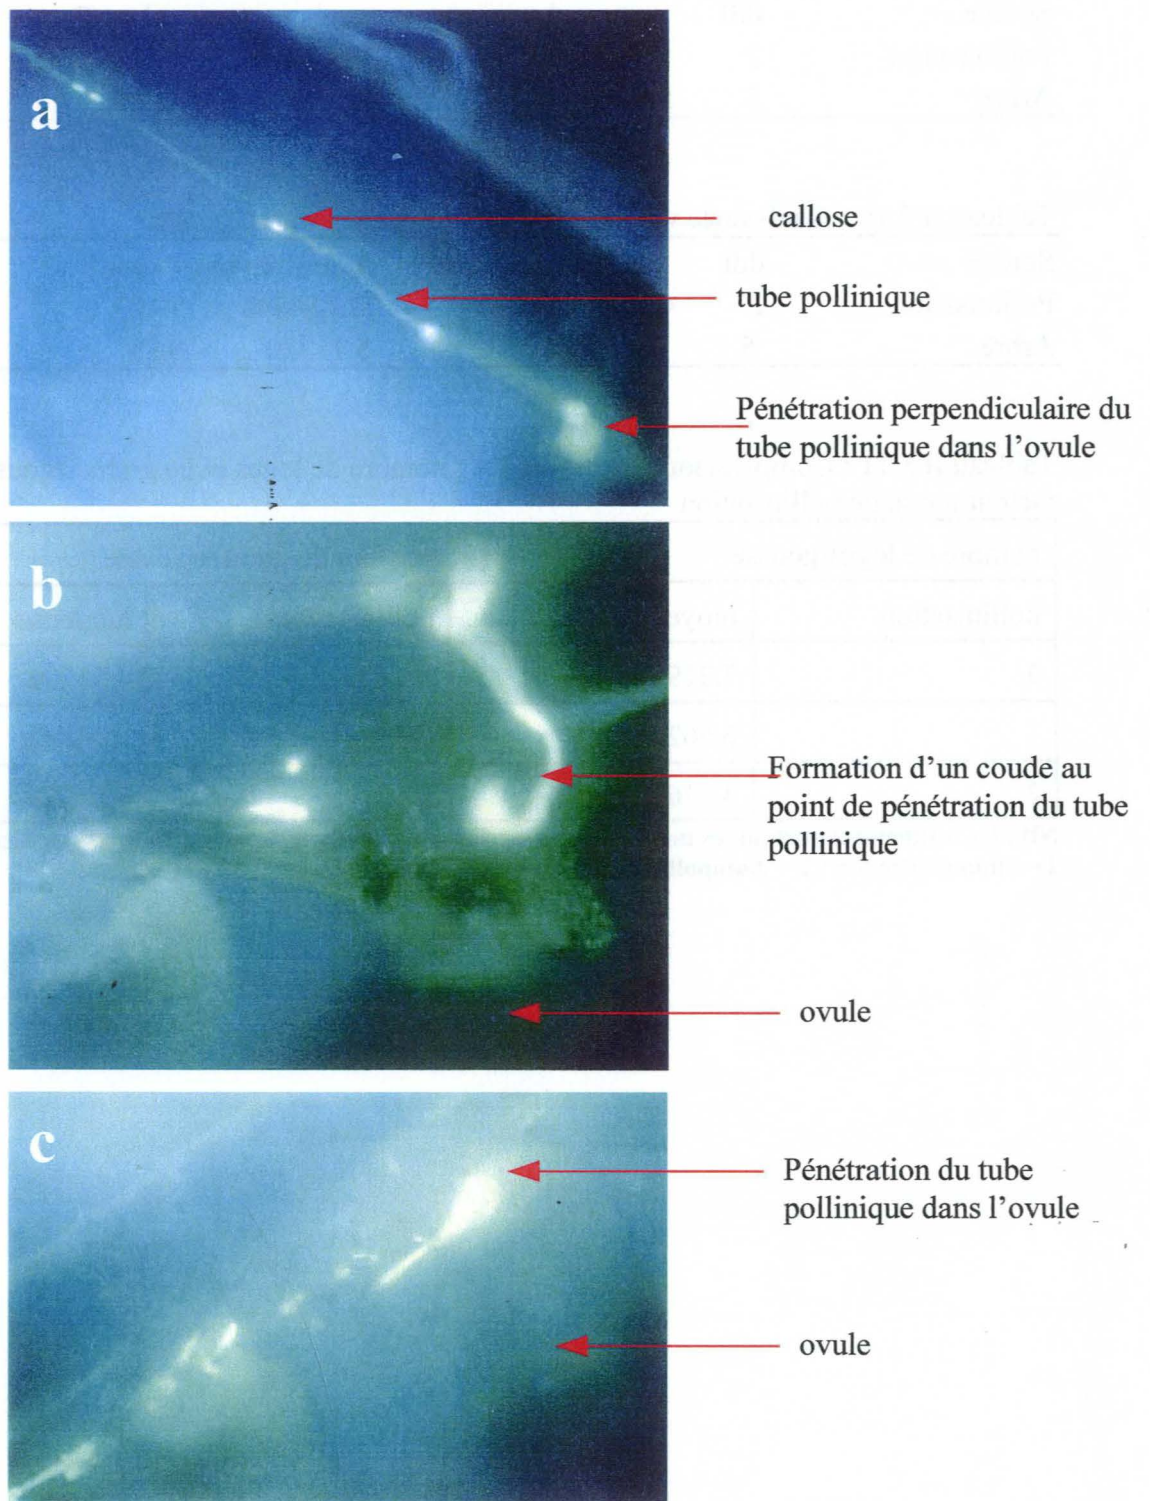 a
callose
tube pollinique
Pénétration perpendiculaire du
tube pollinique dans l'ovule
b
Formation d'un coude au
point de pénétration du tube
pollinique
ovule
c
Pénétration du tube
pollinique dans l'ovule
ovule